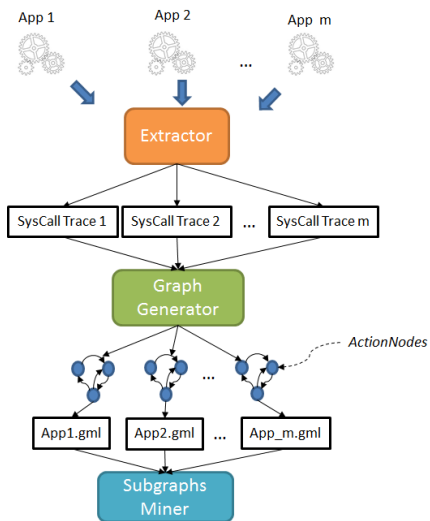 App 1
App 2
App m
...
Extractor
SysCall Trace 1
SysCall Trace 2
...
SysCall Trace m
Graph
Generator
ActionNodes
...
App1.gml
App2.gml
...
App_m.gml
Subgraphs
Miner